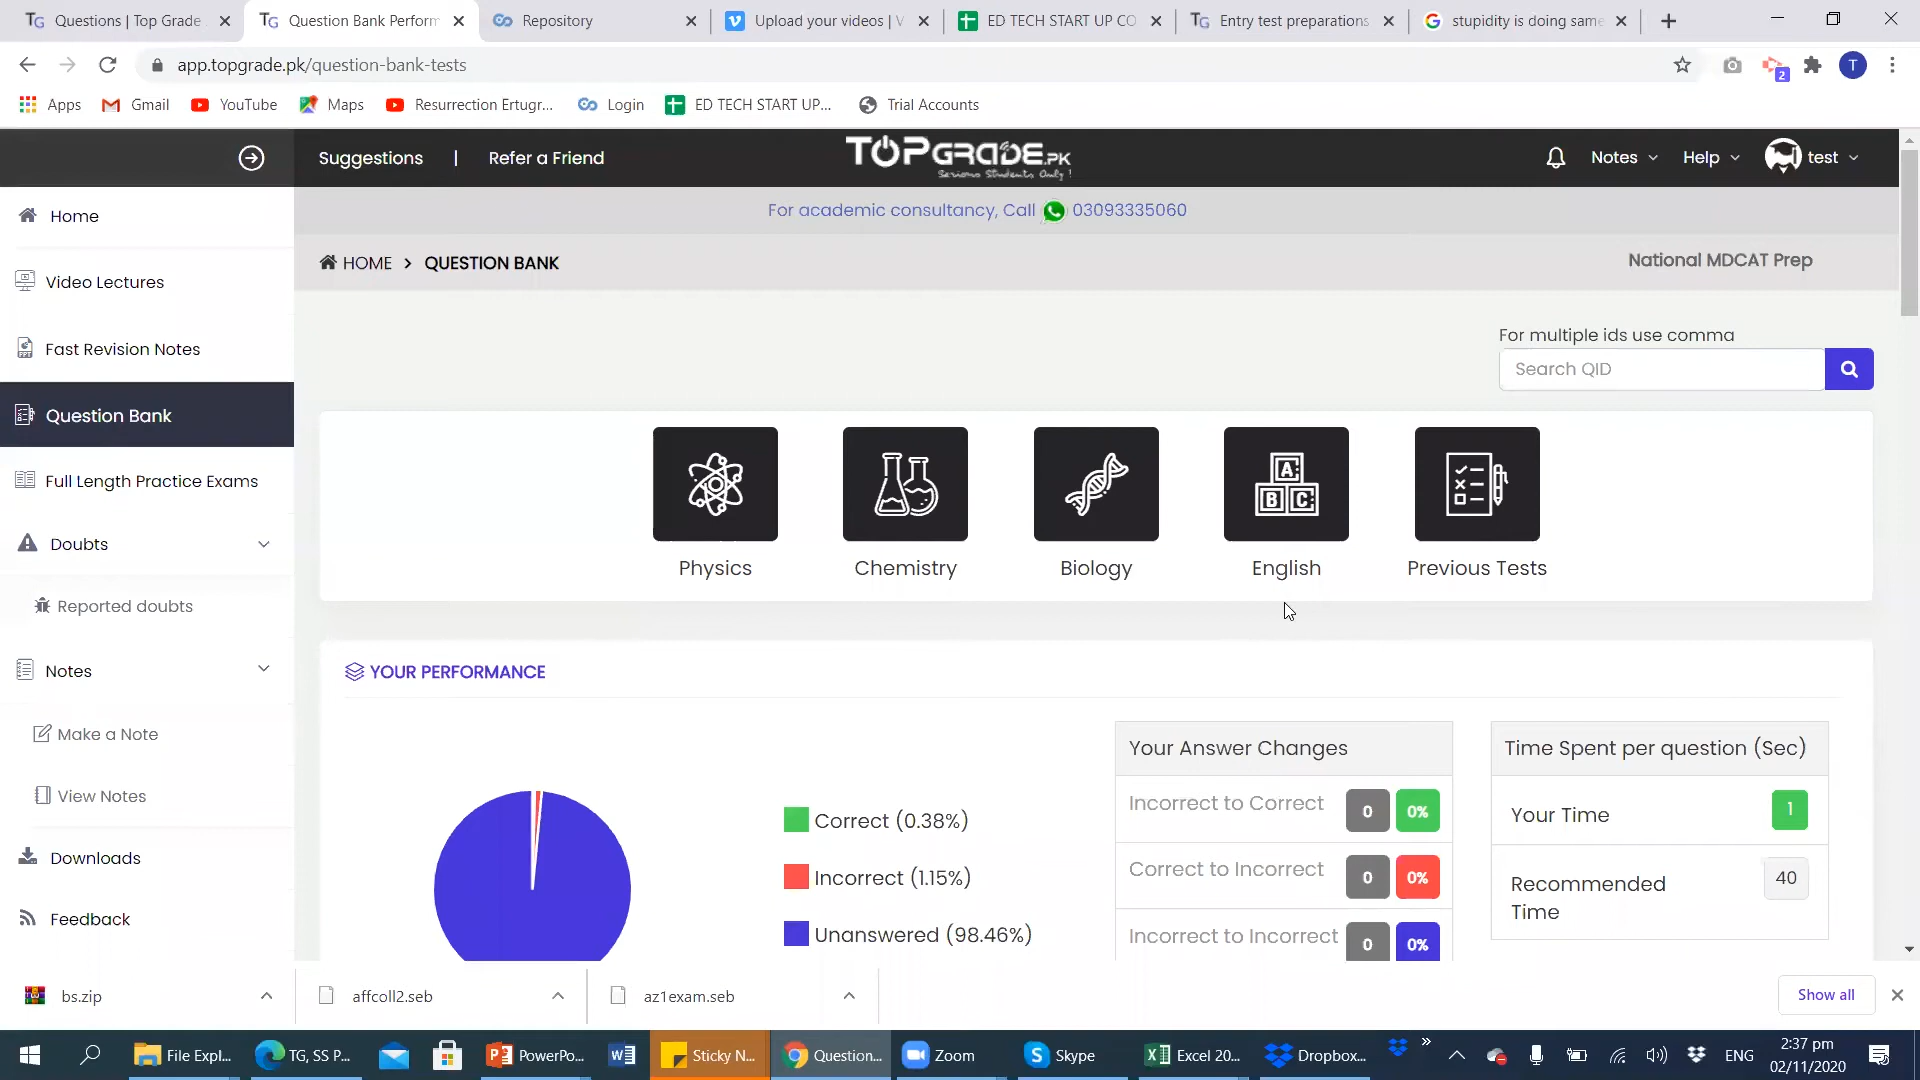 Questions | Top Grade
Question Bank Perform
Repository
Upload your videos | V
ED TECH START UP CO
Entry test preparations
stupidity is doing same
app.topgrade.pk/question-bank-tests
2
T
Apps
Gmail
YouTube
Maps
Resurrection Ertugr...
Login
ED TECH START UP...
Trial Accounts
Suggestions | Refer a Friend
TOPGRADE.PK
Serious Students Only !
Notes
Help
test
For academic consultancy, Call 03093335060
HOME > QUESTION BANK
National MDCAT Prep
Home
Video Lectures
Fast Revision Notes
Question Bank
Full Length Practice Exams
Doubts
Reported doubts
Notes
Make a Note
View Notes
Downloads
Feedback
For multiple ids use comma
Search QID
A
B C
Physics
Chemistry
Biology
English
Previous Tests
YOUR PERFORMANCE
Correct (0.38%)
Incorrect (1.15%)
Unanswered (98.46%)
Your Answer Changes
Incorrect to Correct 0 0%
Correct to Incorrect 0 0%
Incorrect to Incorrect 0 0%
Time Spent per question (Sec)
Your Time 1
Recommended Time 40
bs.zip
affcoll2.seb
az1exam.seb
Show all
File Expl...
TG, SS P...
PowerPo...
Sticky N...
Question...
Zoom
Skype
Excel 20...
Dropbox...
ENG
2:37 pm
02/11/2020